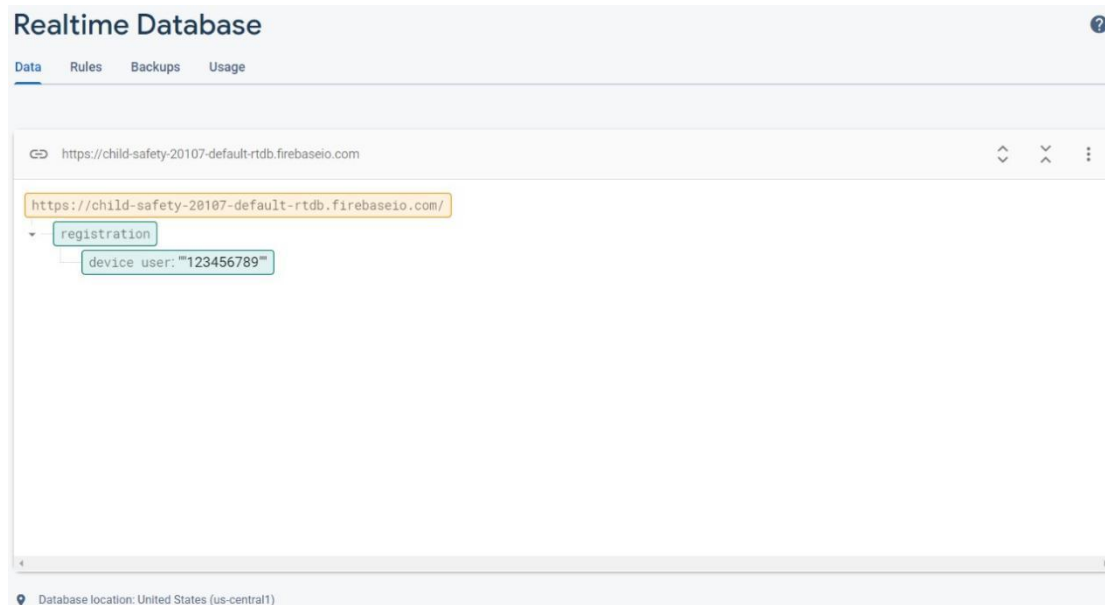 Realtime Database
Data Rules Backups Usage
https://child-safety-20107-default-rtdb.firebaseio.com
https://child-safety-20107-default-rtdb.firebaseio.com/
registration
device user: ""123456789""
Database location: United States (us-central1)